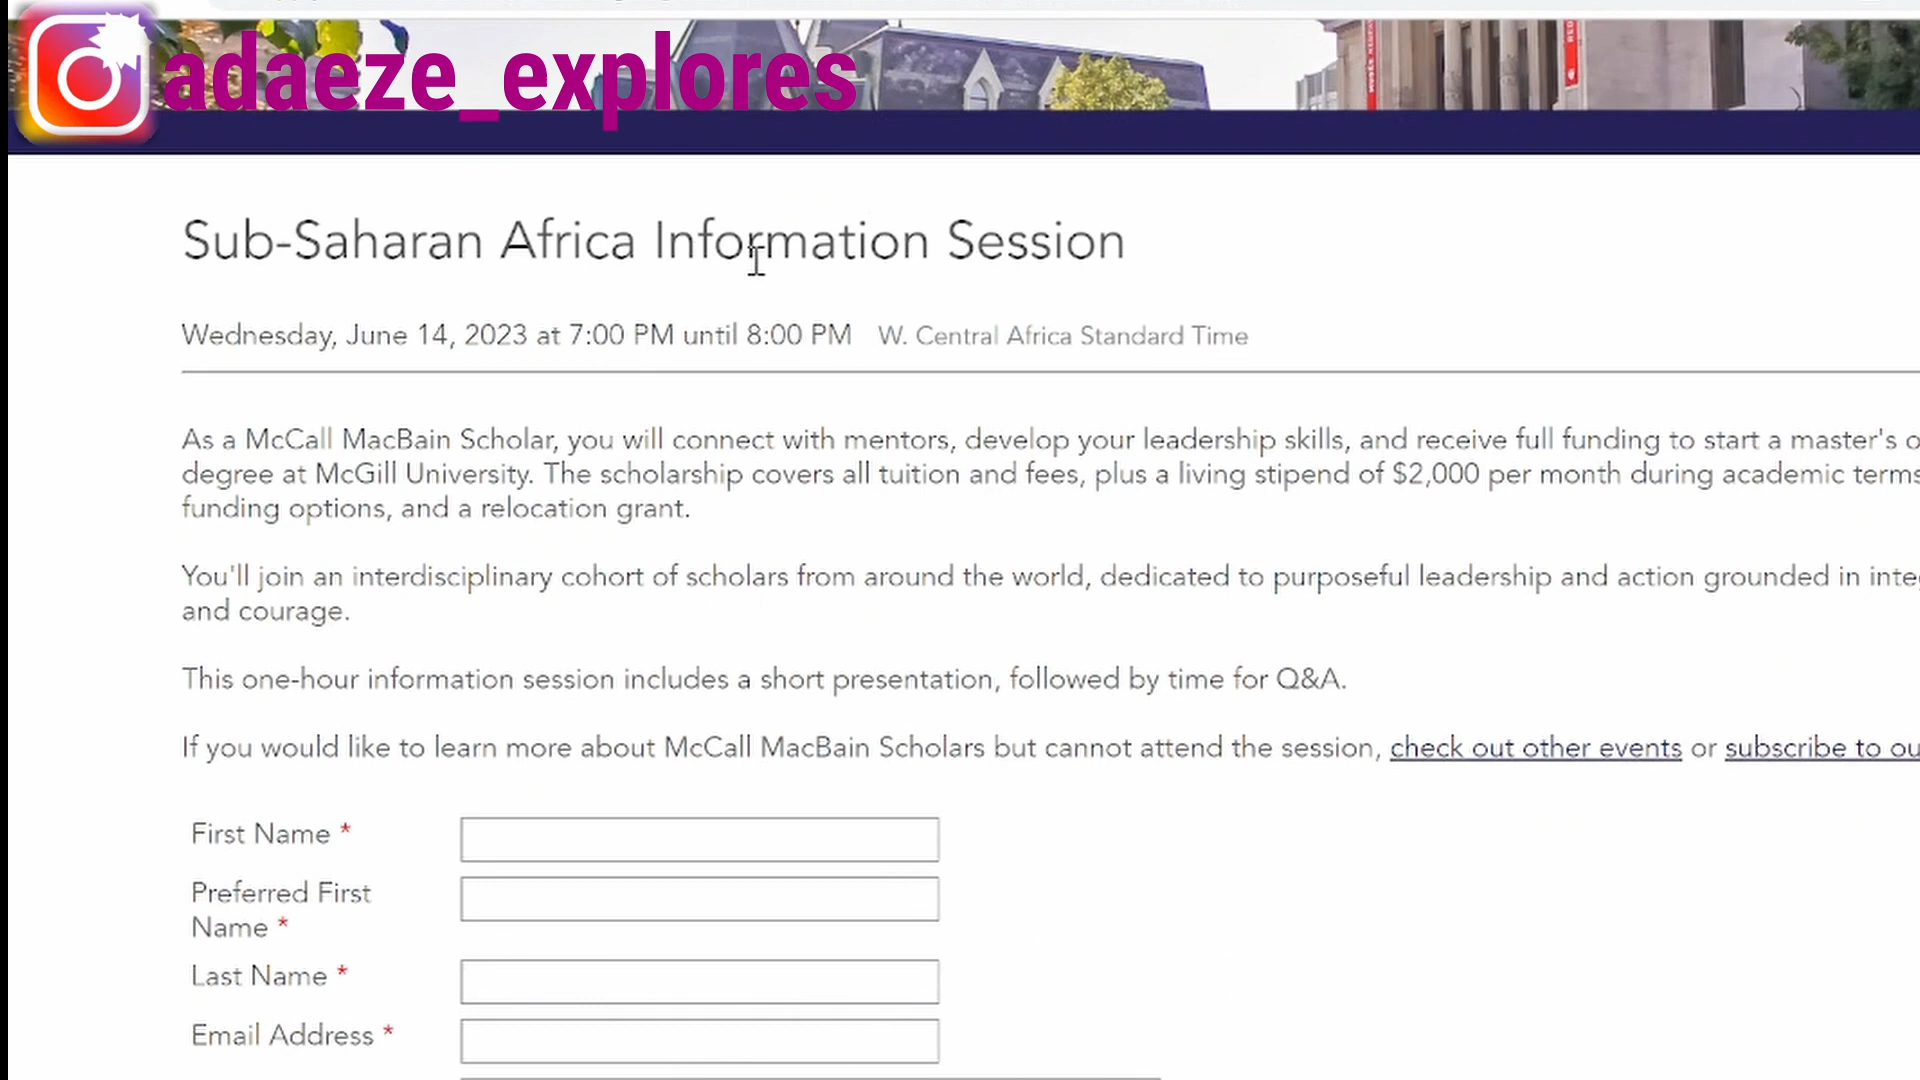 adaeze_explores
Sub-Saharan Africa Information Session
Wednesday, June 14, 2023 at 7:00 PM until 8:00 PM W. Central Africa Standard Time
As a McCall MacBain Scholar, you will connect with mentors, develop your leadership skills, and receive full funding to start a master's
degree at McGill University. The scholarship covers all tuition and fees, plus a living stipend of $2,000 per month during academic terms
funding options, and a relocation grant.
You'll join an interdisciplinary cohort of scholars from around the world, dedicated to purposeful leadership and action grounded in
and courage.
This one-hour information session includes a short presentation, followed by time for Q&A.
If you would like to learn more about McCall MacBain Scholars but cannot attend the session, check out other events or subscribe to
First Name *
Preferred First
Name *
Last Name *
Email Address *